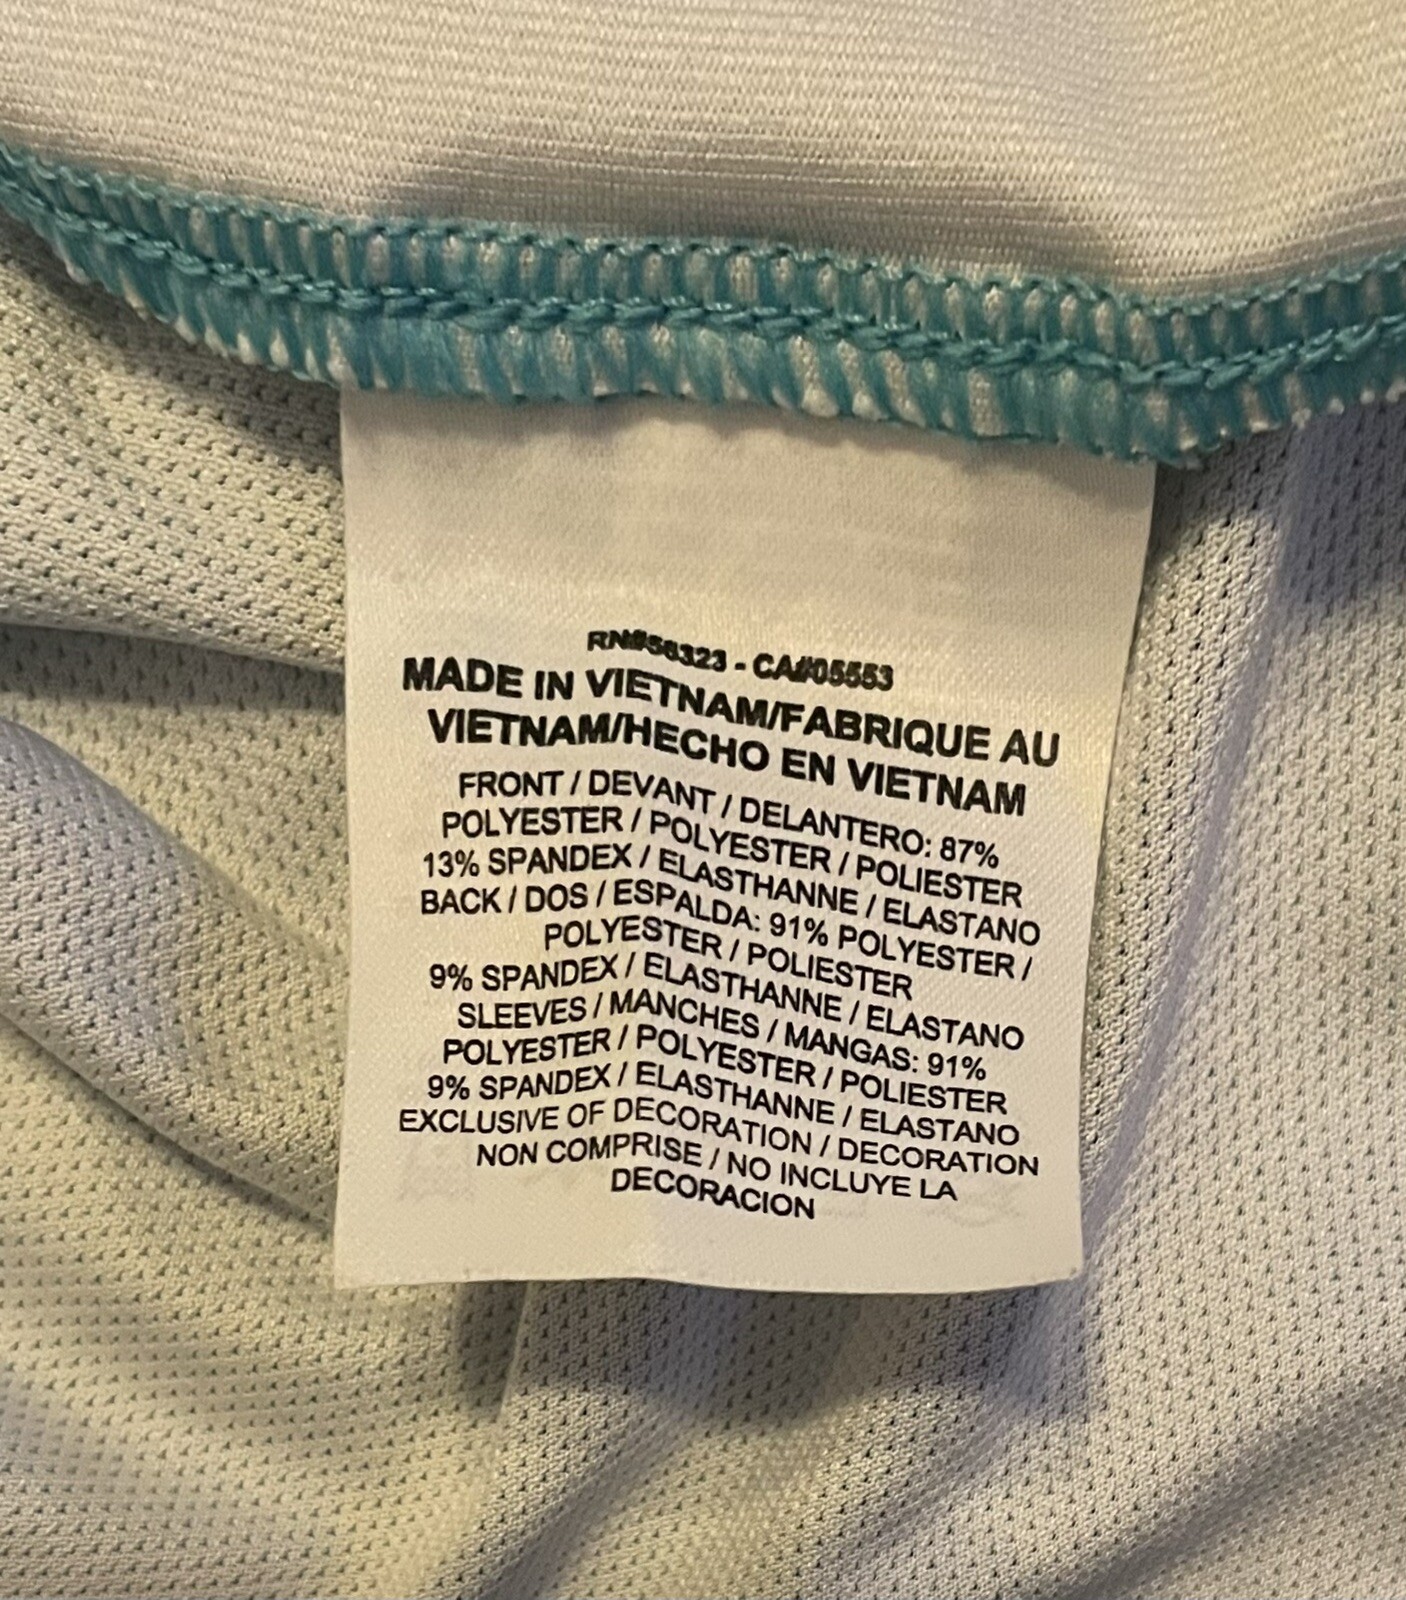 RN#56323 - CA#05553
MADE IN VIETNAM/FABRIQUE AU
VIETNAM/HECHO EN VIETNAM
FRONT / DEVANT / DELANTERO: 87%
POLYESTER / POLYESTER / POLIESTER
13% SPANDEX / ELASTHANNE / ELASTANO
BACK / DOS / ESPALDA: 91% POLYESTER /
POLYESTER / POLIESTER
9% SPANDEX / ELASTHANNE / ELASTANO
SLEEVES / MANCHES / MANGAS: 91%
POLYESTER / POLYESTER / POLIESTER
9% SPANDEX / ELASTHANNE / ELASTANO
EXCLUSIVE OF DECORATION / DECORATION
NON COMPRISE / NO INCLUYE LA
DECORACION